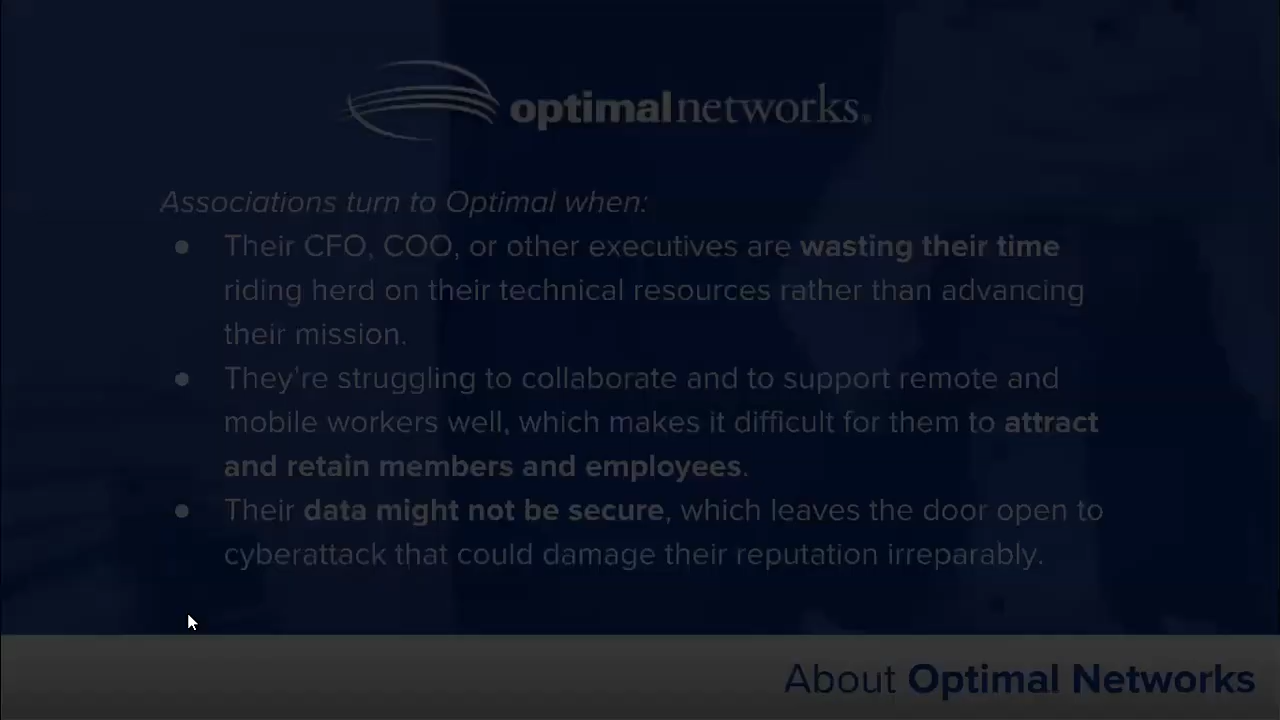 optimalnetworks®
Associations turn to Optimal when:
● Their CFO, COO, or other executives are wasting their time
riding herd on their technical resources rather than advancing
their mission.
● They're struggling to collaborate and to support remote and
mobile workers well, which makes it difficult for them to attract
and retain members and employees.
● Their data might not be secure, which leaves the door open to
cyberattack that could damage their reputation irreparably.
About Optimal Networks